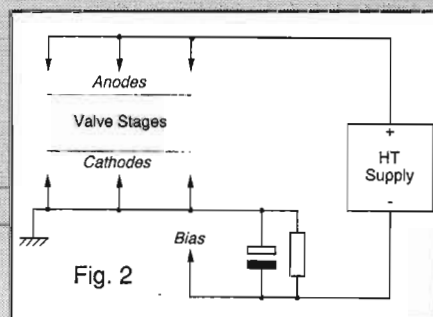 Anodes
Valve Stages
Cathodes
+
HT
Supply
-
Bias
Fig. 2